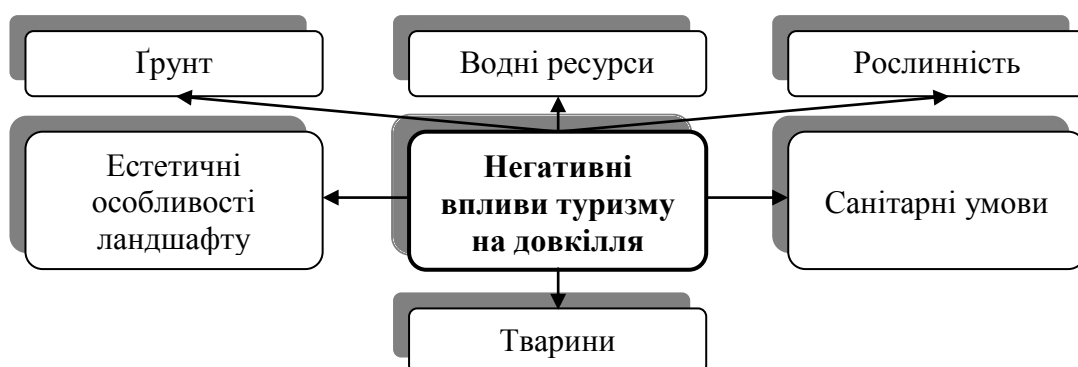 Ґрунт
Водні ресурси
Рослинність
Естетичні
особливості
ландшафту
Негативні
впливи туризму
на довкілля
Санітарні умови
Тварини